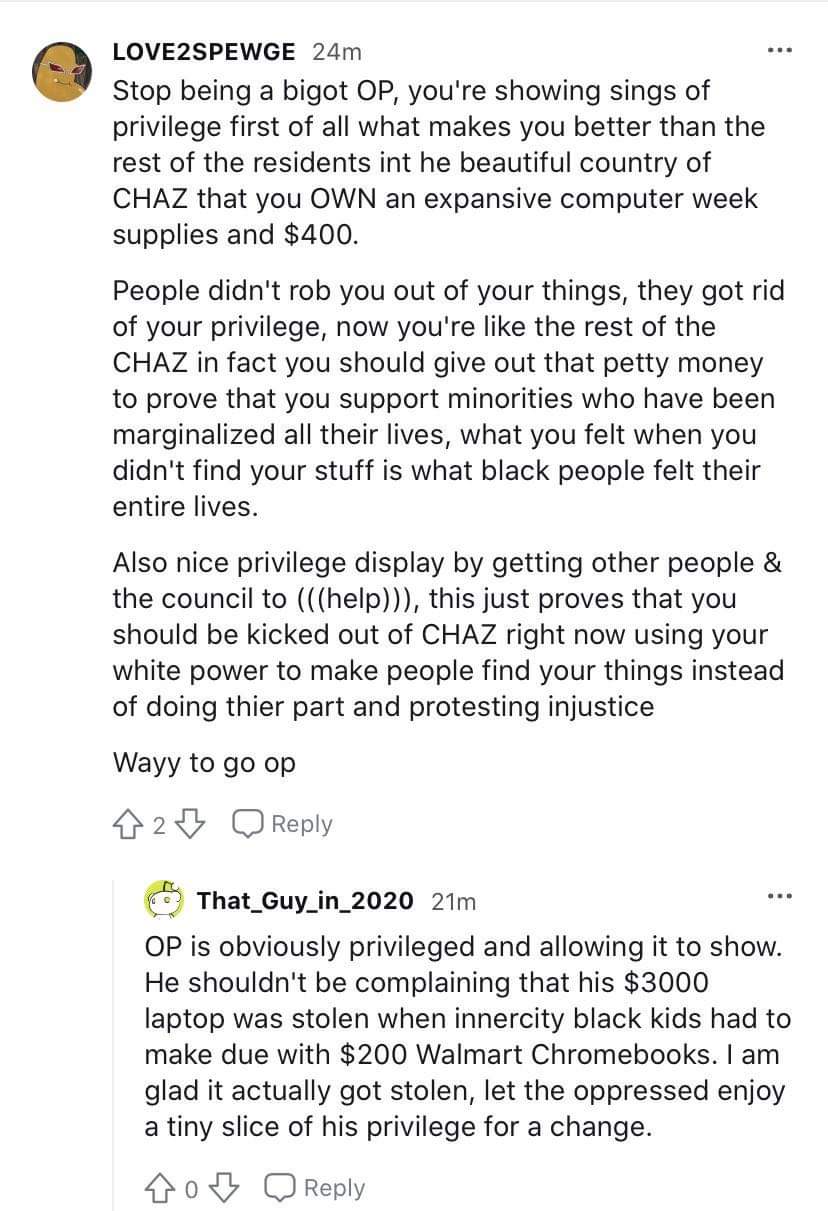 LOVE2SPEWGE 24m
Stop being a bigot OP, you're showing sings of
privilege first of all what makes you better than the
rest of the residents int he beautiful country of
CHAZ that you OWN an expansive computer week
supplies and $400.
People didn't rob you out of your things, they got rid
of your privilege, now you're like the rest of the
CHAZ in fact you should give out that petty money
to prove that you support minorities who have been
marginalized all their lives, what you felt when you
didn't find your stuff is what black people felt their
entire lives.
Also nice privilege display by getting other people &
the council to (((help))), this just proves that you
should be kicked out of CHAZ right now using your
white power to make people find your things instead
of doing thier part and protesting injustice
Wayy to go op
2 Reply
That_Guy_in_2020 21m
OP is obviously privileged and allowing it to show.
He shouldn't be complaining that his $3000
laptop was stolen when innercity black kids had to
make due with $200 Walmart Chromebooks. I am
glad it actually got stolen, let the oppressed enjoy
a tiny slice of his privilege for a change.
0 Reply